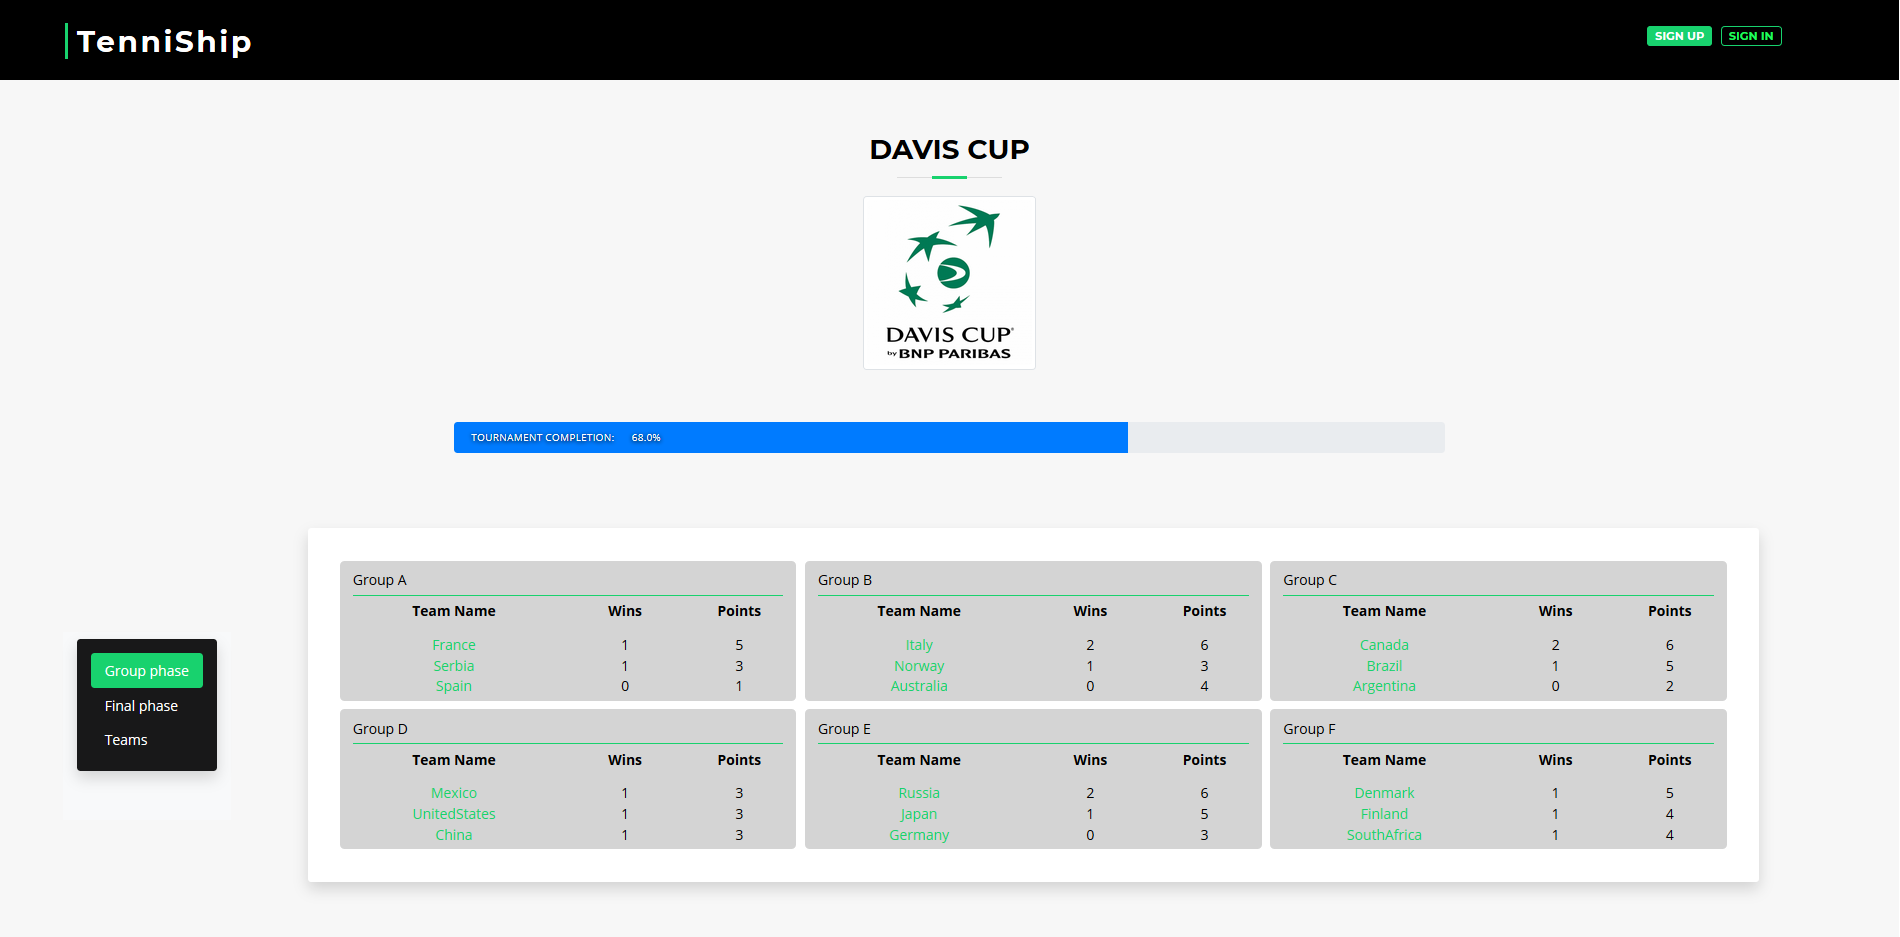 TenniShip
SIGN UP SIGN IN
DAVIS CUP
DAVIS CUP
by BNP PARIBAS
TOURNAMENT COMPLETION: 68.0%
Group phase
Final phase
Teams
Group A
Team Name Wins Points
France 1 5
Serbia 1 3
Spain 0 1
Group B
Team Name Wins Points
Italy 2 6
Norway 1 3
Australia 0 4
Group C
Team Name Wins Points
Canada 2 6
Brazil 1 5
Argentina 0 2
Group D
Team Name Wins Points
Mexico 1 3
UnitedStates 1 3
China 1 3
Group E
Team Name Wins Points
Russia 2 6
Japan 1 5
Germany 0 3
Group F
Team Name Wins Points
Denmark 1 5
Finland 1 4
SouthAfrica 1 4